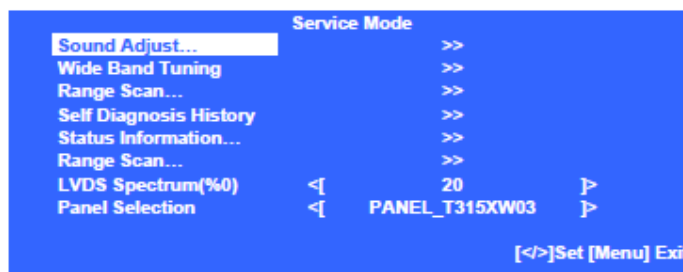 Service Mode
Sound Adjust... >>
Wide Band Tuning >>
Range Scan... >>
Self Diagnosis History >>
Status Information... >>
Range Scan... >>
LVDS Spectrum(%0) <[ 20 ]>
Panel Selection <[ PANEL_T315XW03 ]>
[</>]Set [Menu] Exi